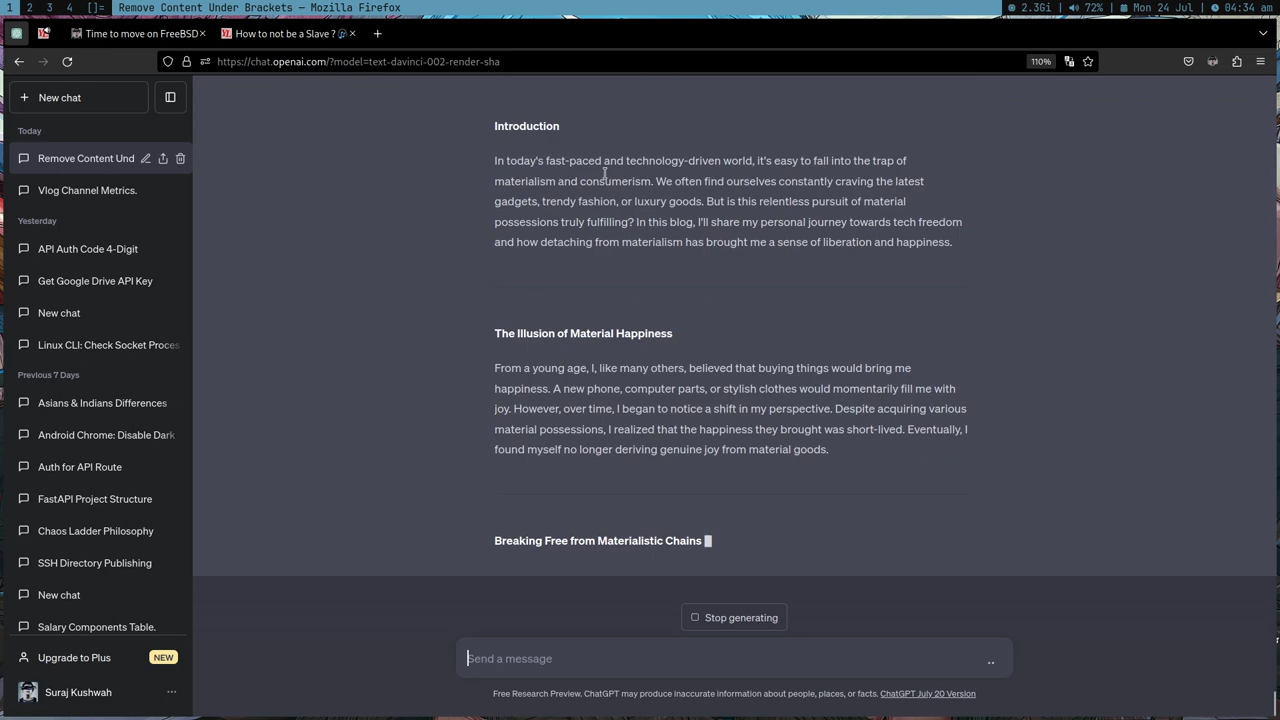 1 2 3 4 []= Remove Content Under Brackets — Mozilla Firefox 2.3Gi 72% Mon 24 Jul 04:34 am
Time to move on FreeBSD × How to not be a Slave ? × +
https://chat.openai.com/?model=text-davinci-002-render-sha 110%
+ New chat
Today
Remove Content Und
Vlog Channel Metrics.
Yesterday
API Auth Code 4-Digit
Get Google Drive API Key
New chat
Linux CLI: Check Socket Proces
Previous 7 Days
Asians & Indians Differences
Android Chrome: Disable Dark
Auth for API Route
FastAPI Project Structure
Chaos Ladder Philosophy
SSH Directory Publishing
New chat
Salary Components Table.
Upgrade to Plus NEW
Suraj Kushwah ...
Introduction
In today's fast-paced and technology-driven world, it's easy to fall into the trap of
materialism and consumerism. We often find ourselves constantly craving the latest
gadgets, trendy fashion, or luxury goods. But is this relentless pursuit of material
possessions truly fulfilling? In this blog, I'll share my personal journey towards tech freedom
and how detaching from materialism has brought me a sense of liberation and happiness.
The Illusion of Material Happiness
From a young age, I, like many others, believed that buying things would bring me
happiness. A new phone, computer parts, or stylish clothes would momentarily fill me with
joy. However, over time, I began to notice a shift in my perspective. Despite acquiring various
material possessions, I realized that the happiness they brought was short-lived. Eventually, I
found myself no longer deriving genuine joy from material goods.
Breaking Free from Materialistic Chains
Stop generating
Send a message ..
Free Research Preview. ChatGPT may produce inaccurate information about people, places, or facts. ChatGPT July 20 Version